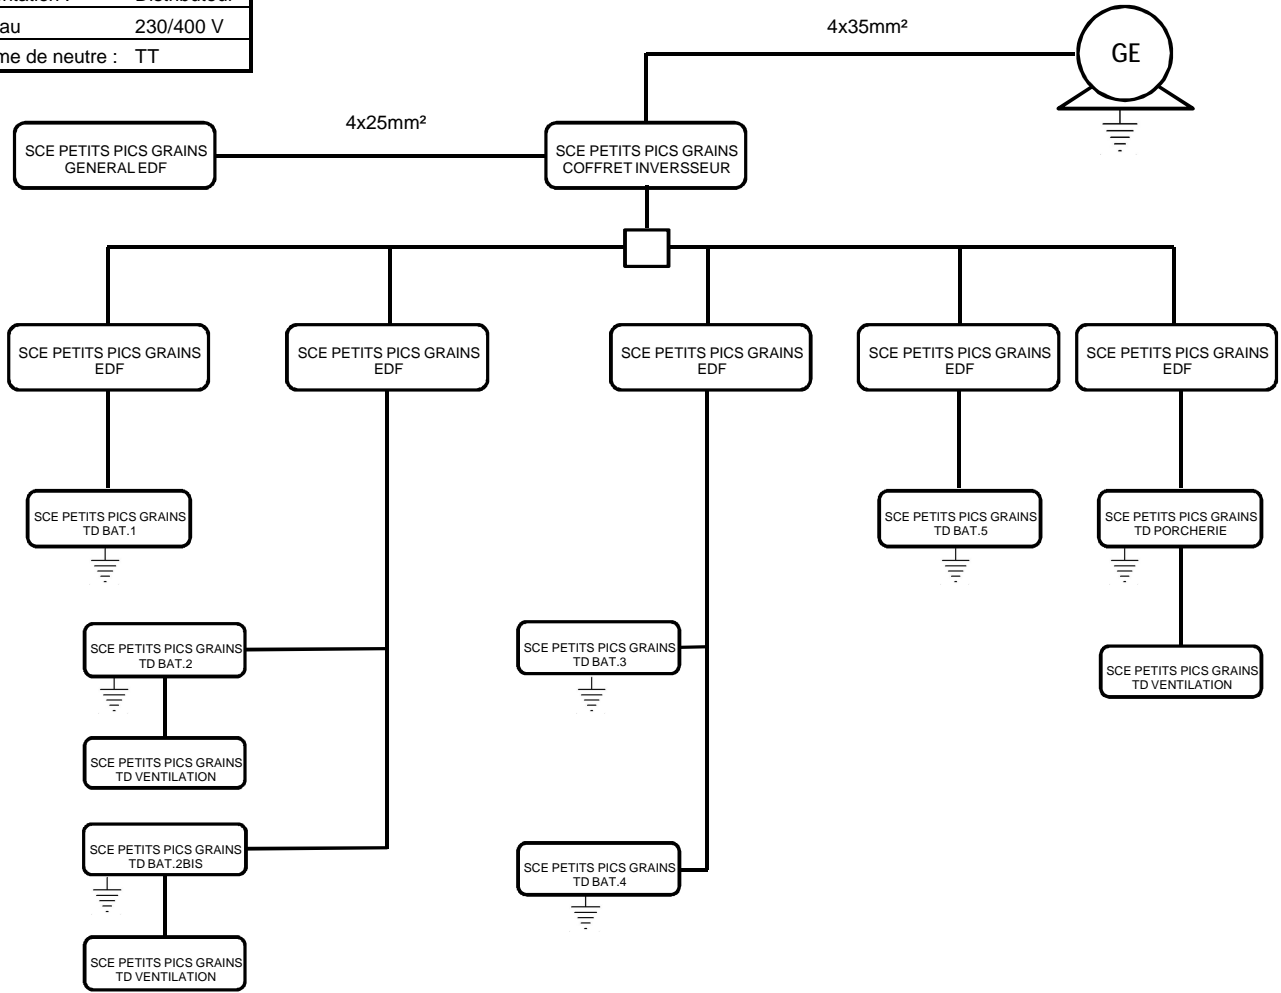 Distributeur
230/400 V
de neutre : TT
4x35mm²
GE
4x25mm²
SCE PETITS PICS GRAINS
GENERAL EDF
SCE PETITS PICS GRAINS
COFFRET INVERSSEUR
SCE PETITS PICS GRAINS
EDF
SCE PETITS PICS GRAINS
EDF
SCE PETITS PICS GRAINS
EDF
SCE PETITS PICS GRAINS
EDF
SCE PETITS PICS GRAINS
EDF
SCE PETITS PICS GRAINS
TD BAT.1
SCE PETITS PICS GRAINS
TD BAT.5
SCE PETITS PICS GRAINS
TD PORCHERIE
SCE PETITS PICS GRAINS
TD BAT.2
SCE PETITS PICS GRAINS
TD BAT.3
SCE PETITS PICS GRAINS
TD VENTILATION
SCE PETITS PICS GRAINS
TD VENTILATION
SCE PETITS PICS GRAINS
TD BAT.2BIS
SCE PETITS PICS GRAINS
TD BAT.4
SCE PETITS PICS GRAINS
TD VENTILATION